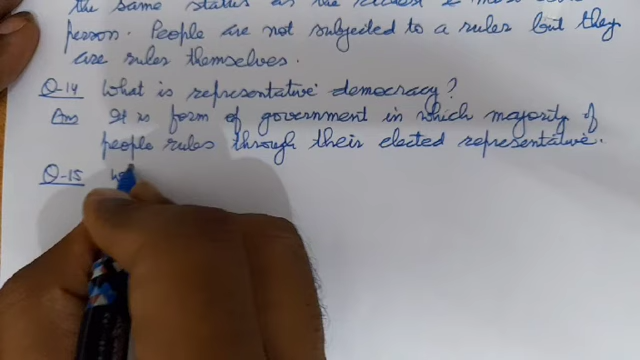 the same status as the
person. People are not subjected to a rules but they
are rules themselves.
Q-14 What is representative democracy?
Ans It is form of government in which majority of
people rules through their elected representative.
Q-15 W